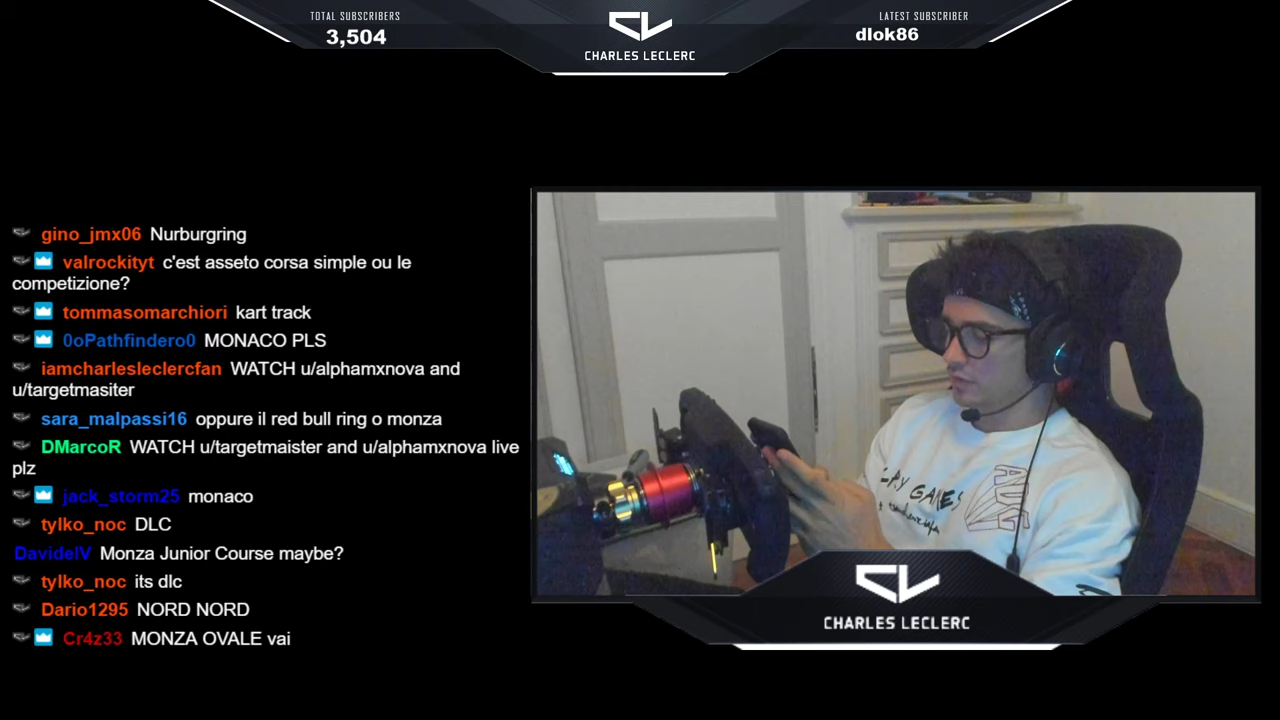 TOTAL SUBSCRIBERS
3,504
CHARLES LECLERC
LATEST SUBSCRIBER
dlok86
gino_jmx06 Nurburgring
valrockityt c'est asseto corsa simple ou le
competizione?
tommasomarchiori kart track
0oPathfindero0 MONACO PLS
iamcharlesleclercfan WATCH u/alphamxnova and
u/targetmasiter
sara_malpassi16 oppure il red bull ring o monza
DMarcoR WATCH u/targetmaister and u/alphamxnova live
plz
jack_storm25 monaco
tylko_noc DLC
DavidelV Monza Junior Course maybe?
tylko_noc its dlc
Dario1295 NORD NORD
Cr4z33 MONZA OVALE vai
GAMES
CHARLES LECLERC